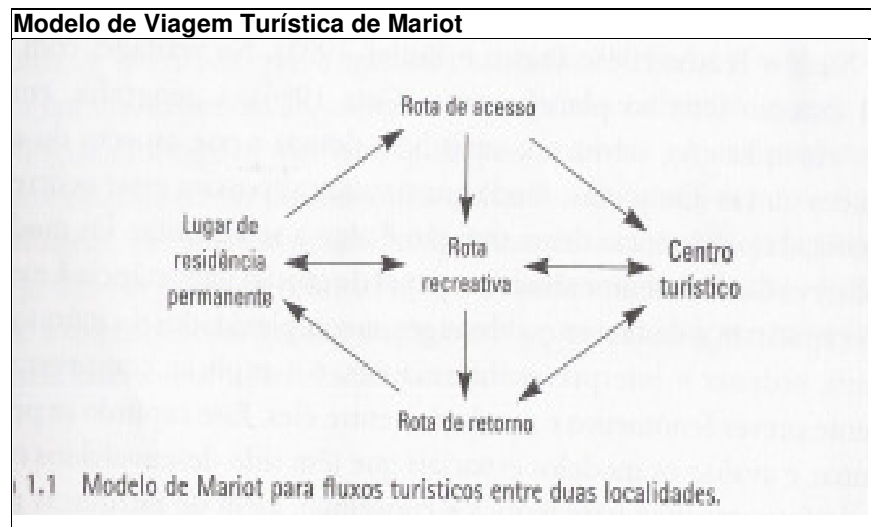 Modelo de Viagem Turística de Mariot
Rota de acesso
Lugar de
residência
permanente
Rota
recreativa
Centro
turístico
Rota de retorno
1.1 Modelo de Mariot para fluxos turísticos entre duas localidades.